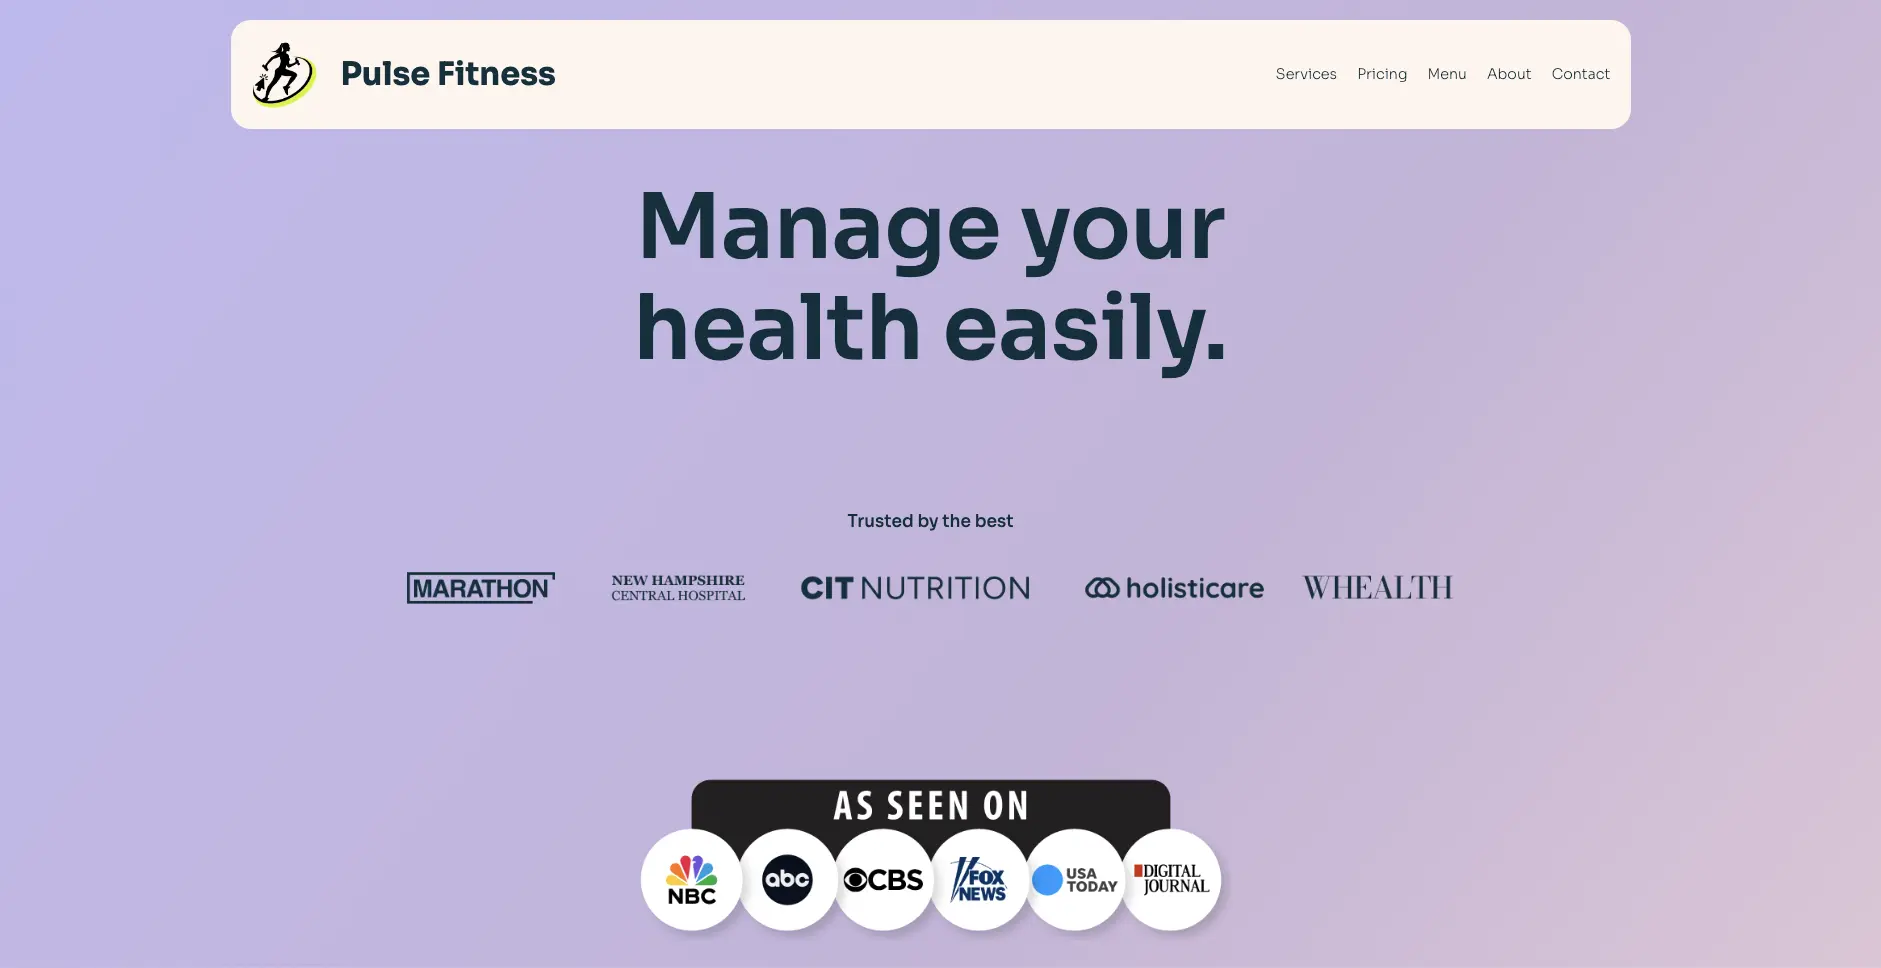 Pulse Fitness
Services Pricing Menu About Contact
Manage your
health easily.
Trusted by the best
MARATHON
NEW HAMPSHIRE
CENTRAL HOSPITAL
CIT NUTRITION
holisticare
WHEALTH
AS SEEN ON
NBC
abc
CBS
FOX
NEWS
USA
TODAY
DIGITAL
JOURNAL